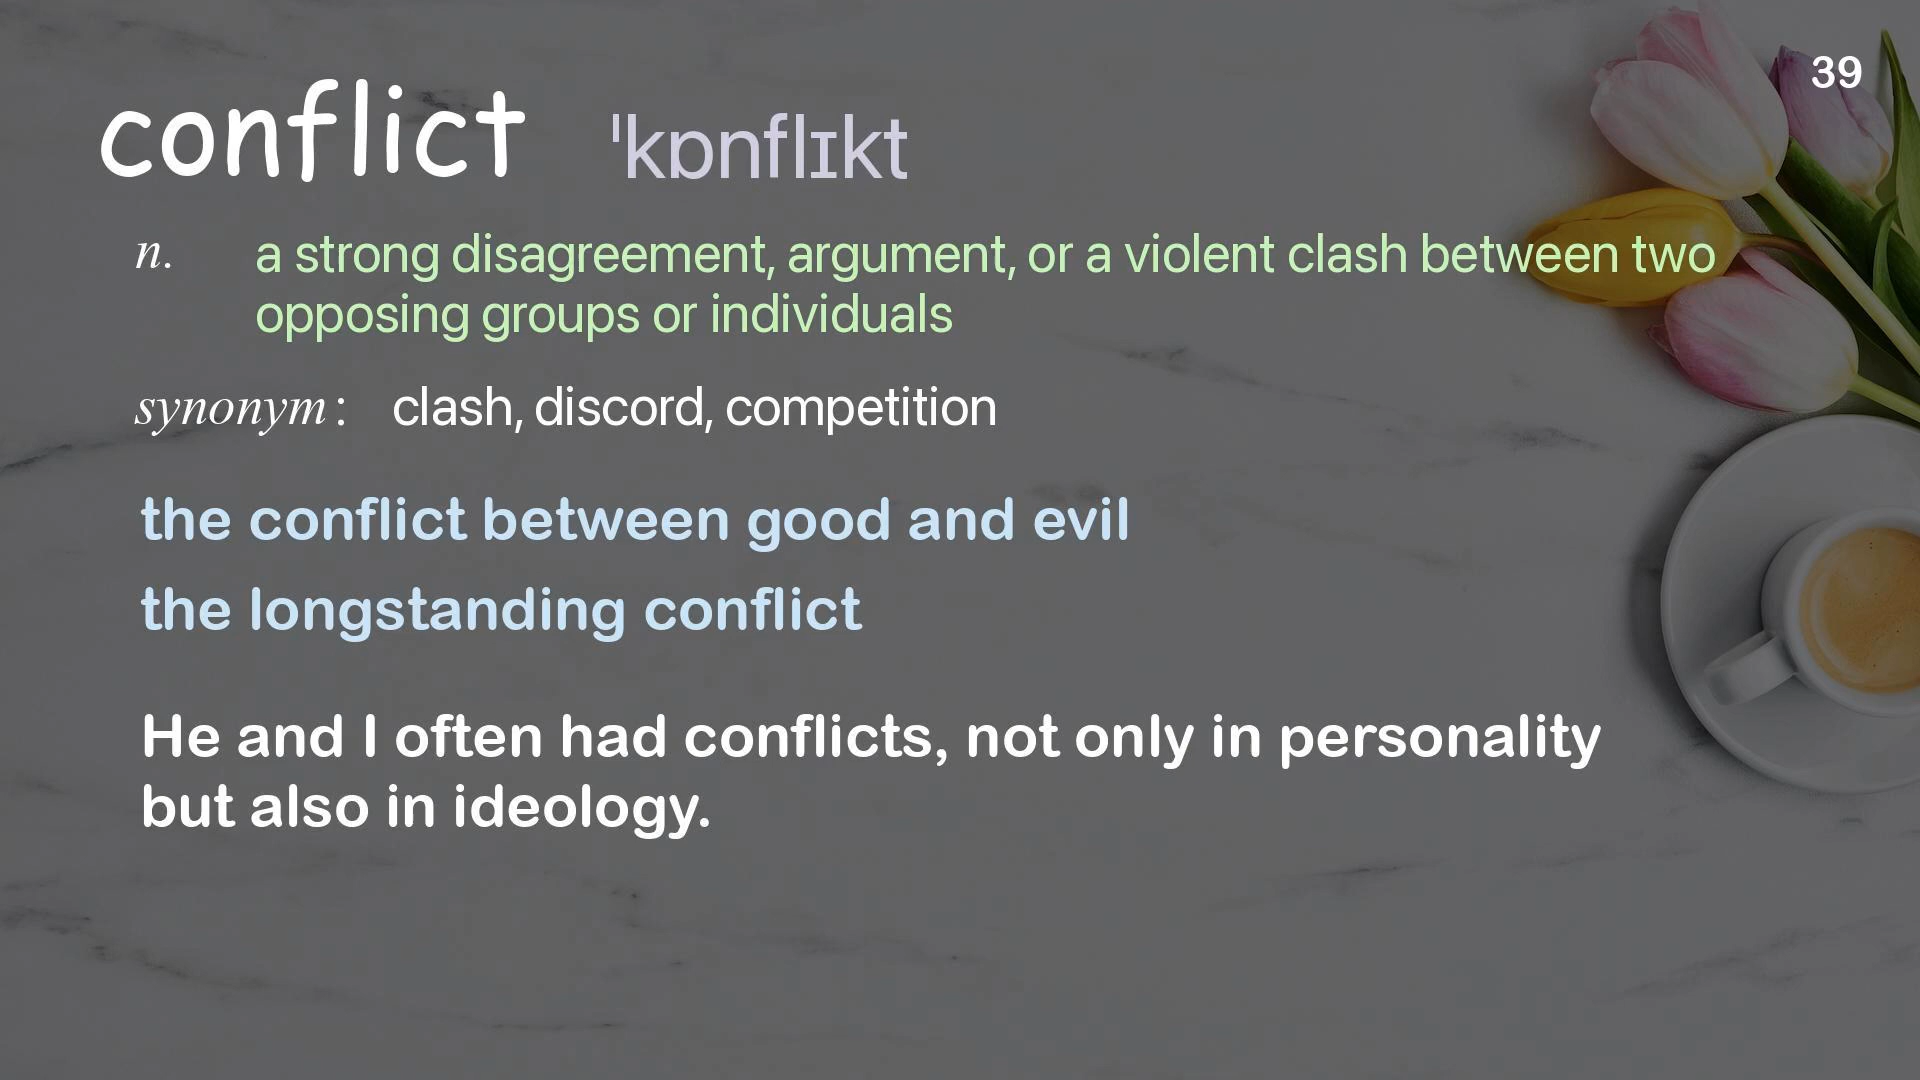 39
conflict ˈkɒnflɪkt
n. a strong disagreement, argument, or a violent clash between two
opposing groups or individuals
synonym: clash, discord, competition
the conflict between good and evil
the longstanding conflict
He and I often had conflicts, not only in personality
but also in ideology.